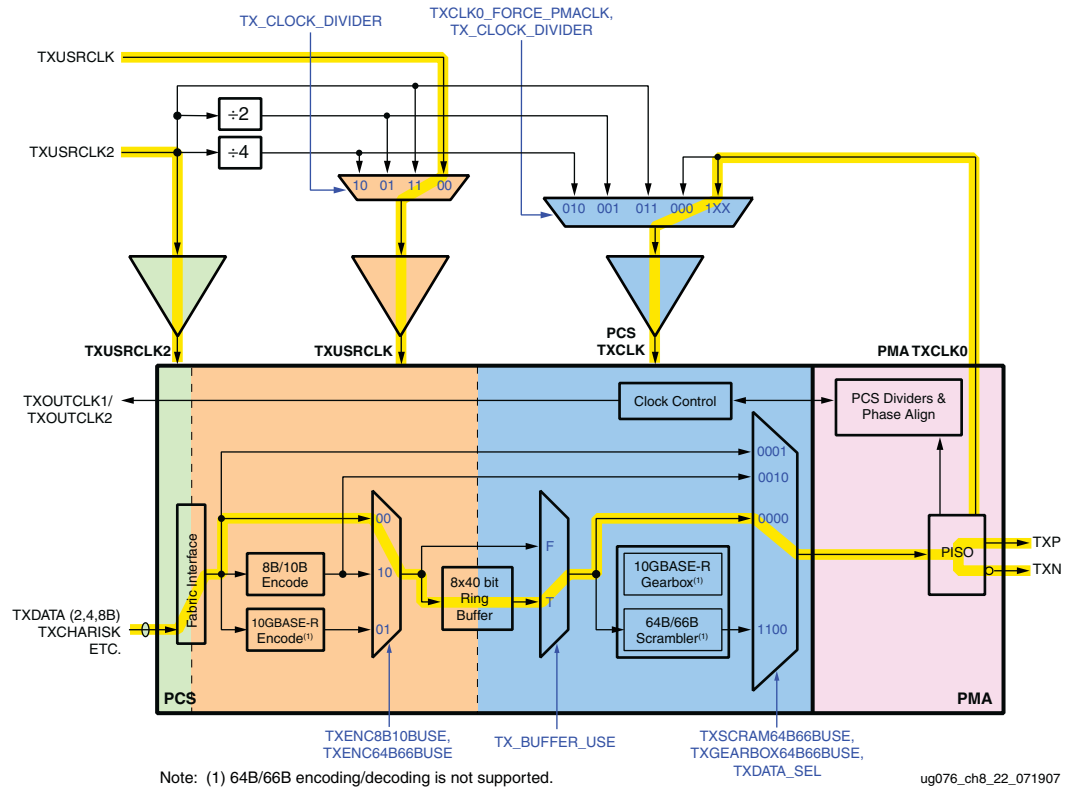 TX_CLOCK_DIVIDER
TXCLK0_FORCE_PMACLK,
TX_CLOCK_DIVIDER
TXUSRCLK
÷2
TXUSRCLK2
÷4
10 01 11 00
010 001 011 000 1XX
TXUSRCLK2
TXUSRCLK
PCS
TXCLK
PMA TXCLK0
TXOUTCLK1/
TXOUTCLK2
Clock Control
PCS Dividers &
Phase Align
0001
0010
0000
1100
Fabric Interface
00
10
01
8B/10B
Encode
10GBASE-R
Encode(1)
8x40 bit
Ring
Buffer
F
T
10GBASE-R
Gearbox(1)
64B/66B
Scrambler(1)
PISO
TXP
TXN
TXDATA (2,4,8B)
TXCHARISK
ETC.
PCS
PMA
TXENC8B10BUSE,
TXENC64B66BUSE
TX_BUFFER_USE
TXSCRAM64B66BUSE,
TXGEARBOX64B66BUSE,
TXDATA_SEL
Note: (1) 64B/66B encoding/decoding is not supported.
ug076_ch8_22_071907